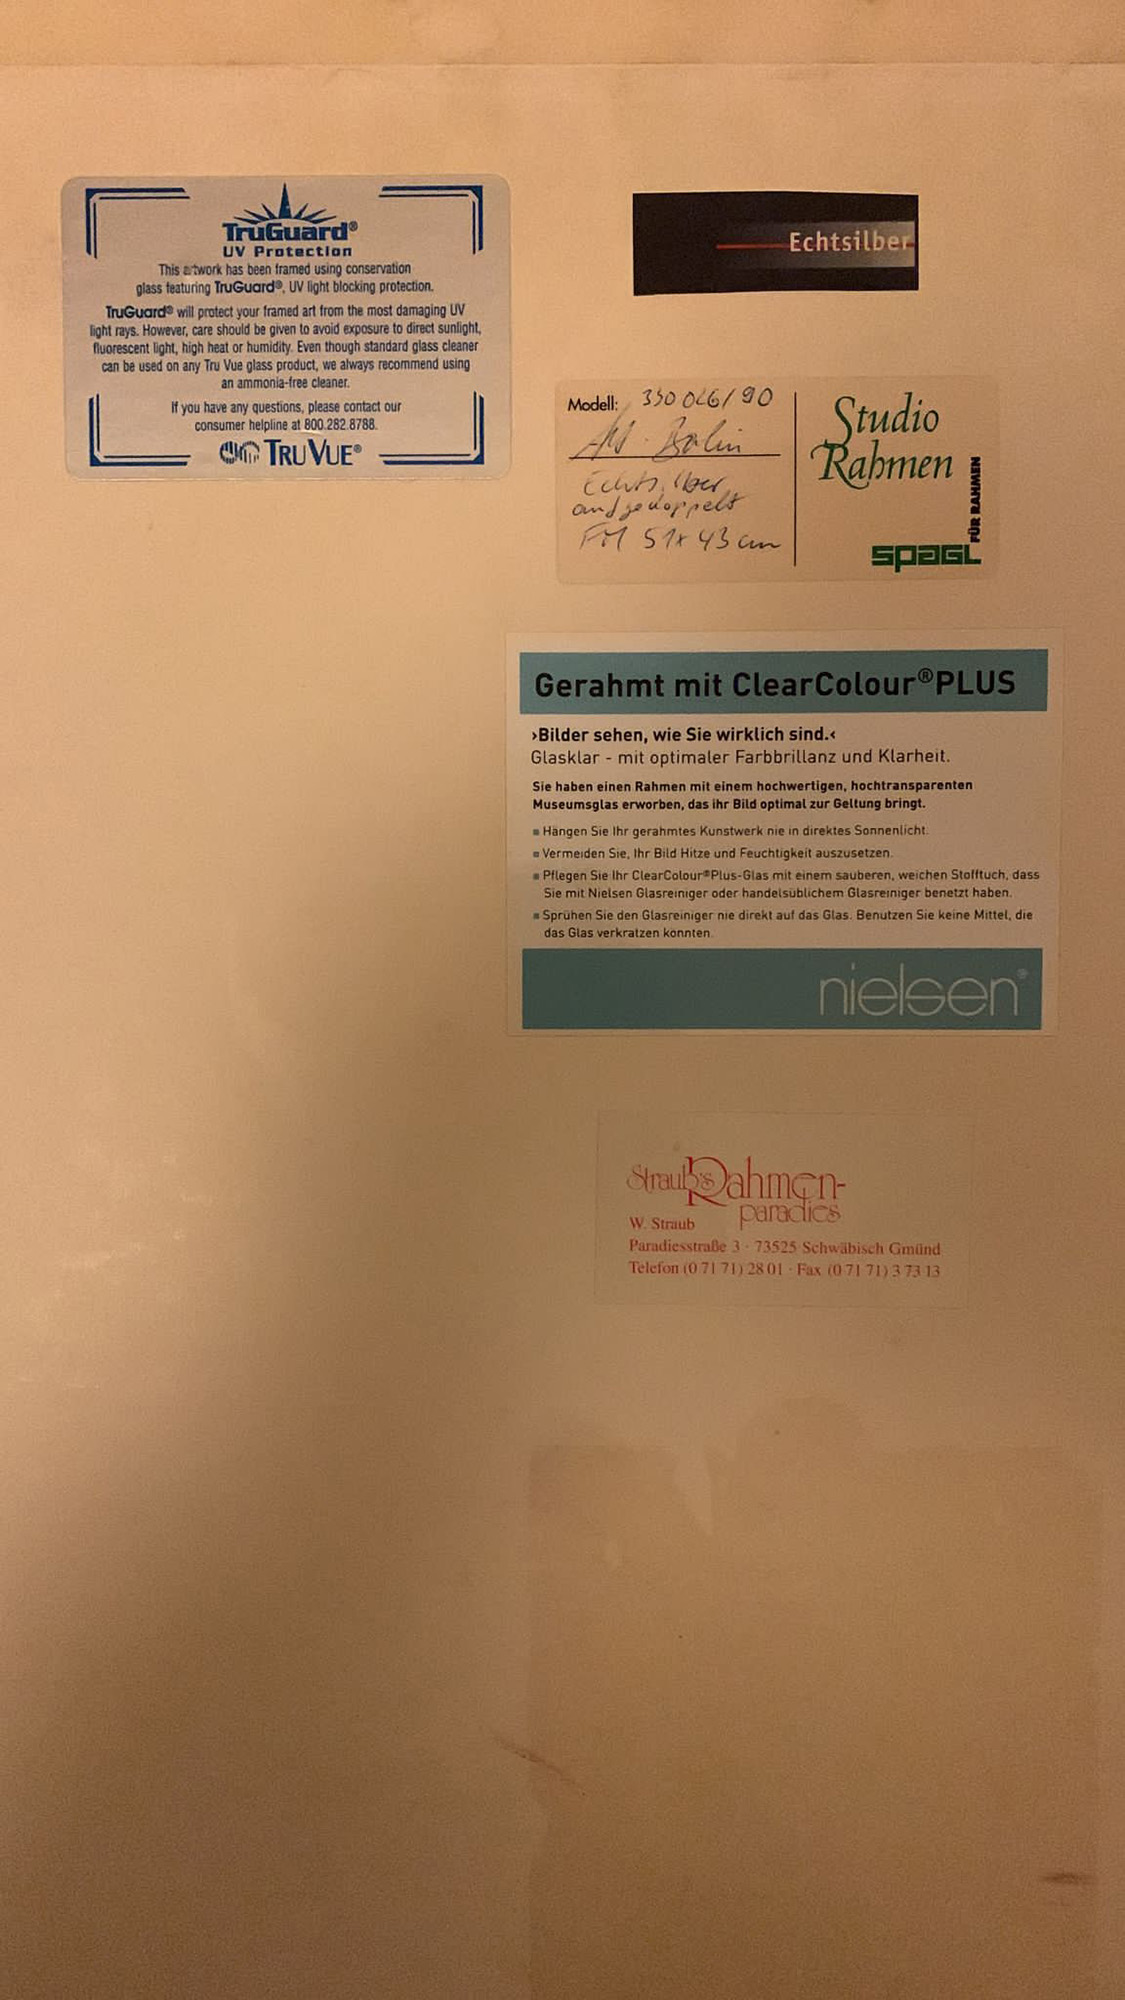 TruGuard®
UV Protection
This artwork has been framed using conservation
glass featuring TruGuard®, UV light blocking protection.
TruGuard® will protect your framed art from the most damaging UV
light rays. However, care should be given to avoid exposure to direct sunlight,
fluorescent light, high heat or humidity. Even though standard glass cleaner
can be used on any Tru Vue glass product, we always recommend using
an ammonia-free cleaner.
If you have any questions, please contact our
consumer helpline at 800.282.8788.
TRU VUE®
Echtsilber
Modell: 330 026/90
Echtsilber
aufgedoppelt
FM 51x43 cm
Studio
Rahmen
spagl
FÜR RAHMEN
Gerahmt mit ClearColour®PLUS
›Bilder sehen, wie Sie wirklich sind.‹
Glasklar - mit optimaler Farbbrillanz und Klarheit.
Sie haben einen Rahmen mit einem hochwertigen, hochtransparenten
Museumsglas erworben, das ihr Bild optimal zur Geltung bringt.
▪ Hängen Sie Ihr gerahmtes Kunstwerk nie in direktes Sonnenlicht.
▪ Vermeiden Sie, Ihr Bild Hitze und Feuchtigkeit auszusetzen.
▪ Pflegen Sie Ihr ClearColour®Plus-Glas mit einem sauberen, weichen Stofftuch, dass
Sie mit Nielsen Glasreiniger oder handelsüblichem Glasreiniger benetzt haben.
▪ Sprühen Sie den Glasreiniger nie direkt auf das Glas. Benutzen Sie keine Mittel, die
das Glas verkratzen könnten.
nielsen®
Straub's Rahmen-
paradies
W. Straub
Paradiesstraße 3 · 73525 Schwäbisch Gmünd
Telefon (0 71 71) 28 01 · Fax (0 71 71) 3 73 13